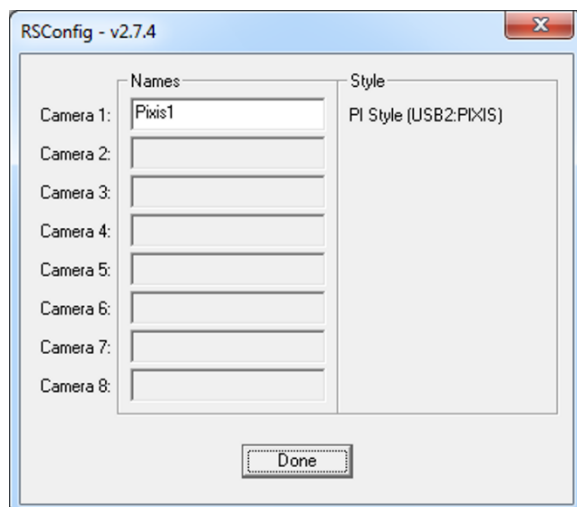 RSConfig - v2.7.4
Names
Style
Camera 1:
Pixis1
PI Style (USB2:PIXIS)
Camera 2:
Camera 3:
Camera 4:
Camera 5:
Camera 6:
Camera 7:
Camera 8:
Done